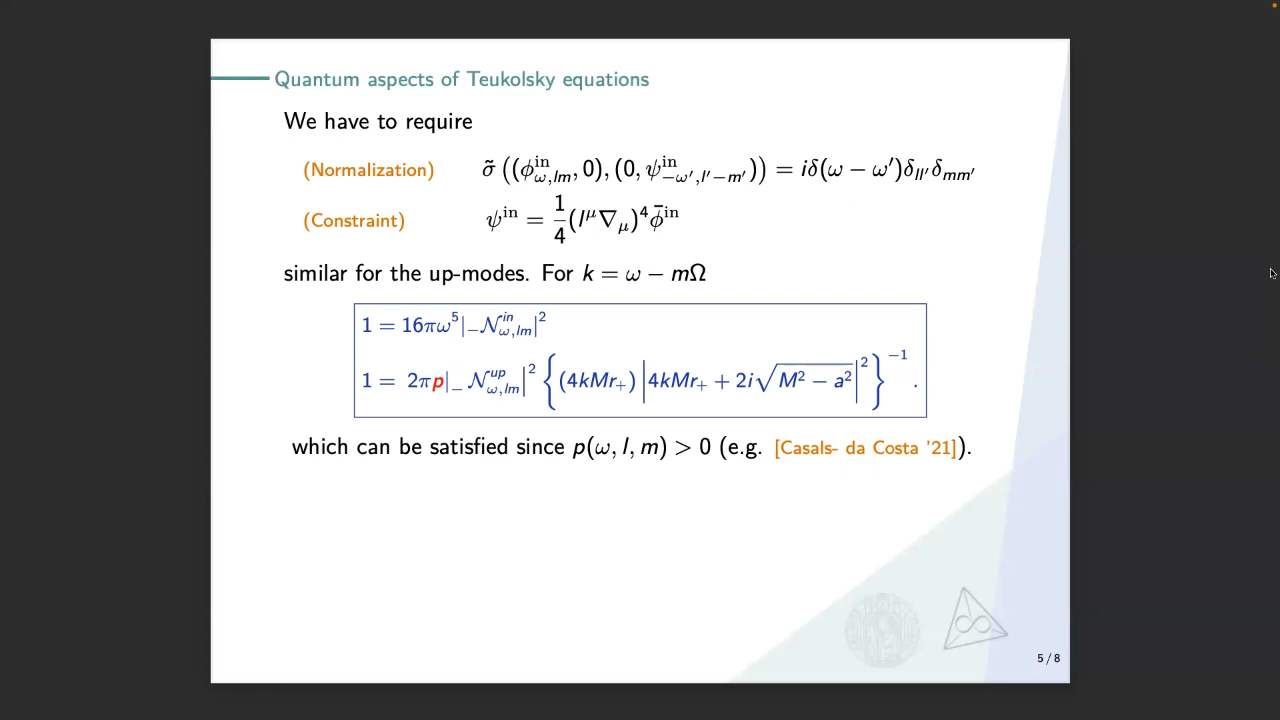 Quantum aspects of Teukolsky equations
We have to require
(Normalization) σ̃ ((ϕ^in_{ω,lm}, 0), (0, ψ^in_{−ω′,l′−m′})) = iδ(ω − ω′)δ_{ll′}δ_{mm′}
(Constraint) ψ^in = 1/4 (l^μ∇_μ)^4 ϕ̄^in
similar for the up-modes. For k = ω − mΩ
1 = 16πω^5|_−𝒩^{in}_{ω,lm}|^2
1 = 2πp|_−𝒩^{up}_{ω,lm}|^2 {(4kMr_+) |4kMr_+ + 2i√(M^2 − a^2)|^2}^{−1} .
which can be satisfied since p(ω, l, m) > 0 (e.g. [Casals- da Costa '21]).
5 / 8